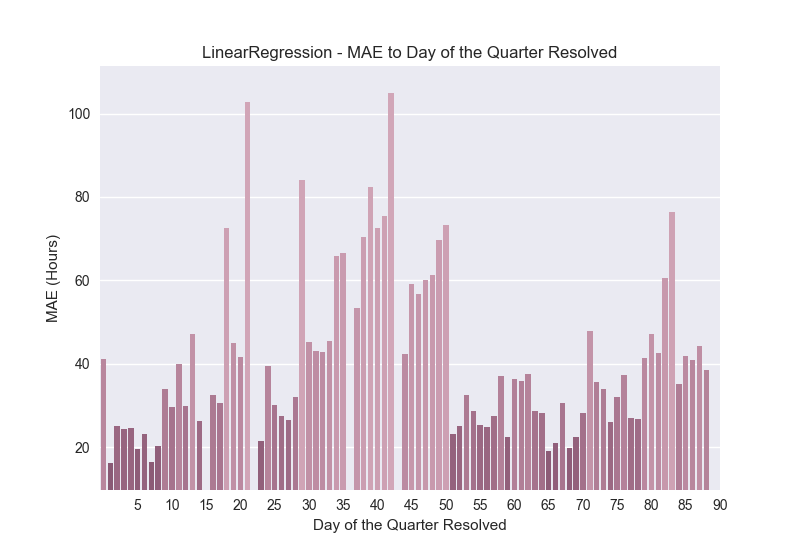 LinearRegression - MAE to Day of the Quarter Resolved
100
80
60
40
20
MAE (Hours)
5 10 15 20 25 30 35 40 45 50 55 60 65 70 75 80 85 90
Day of the Quarter Resolved